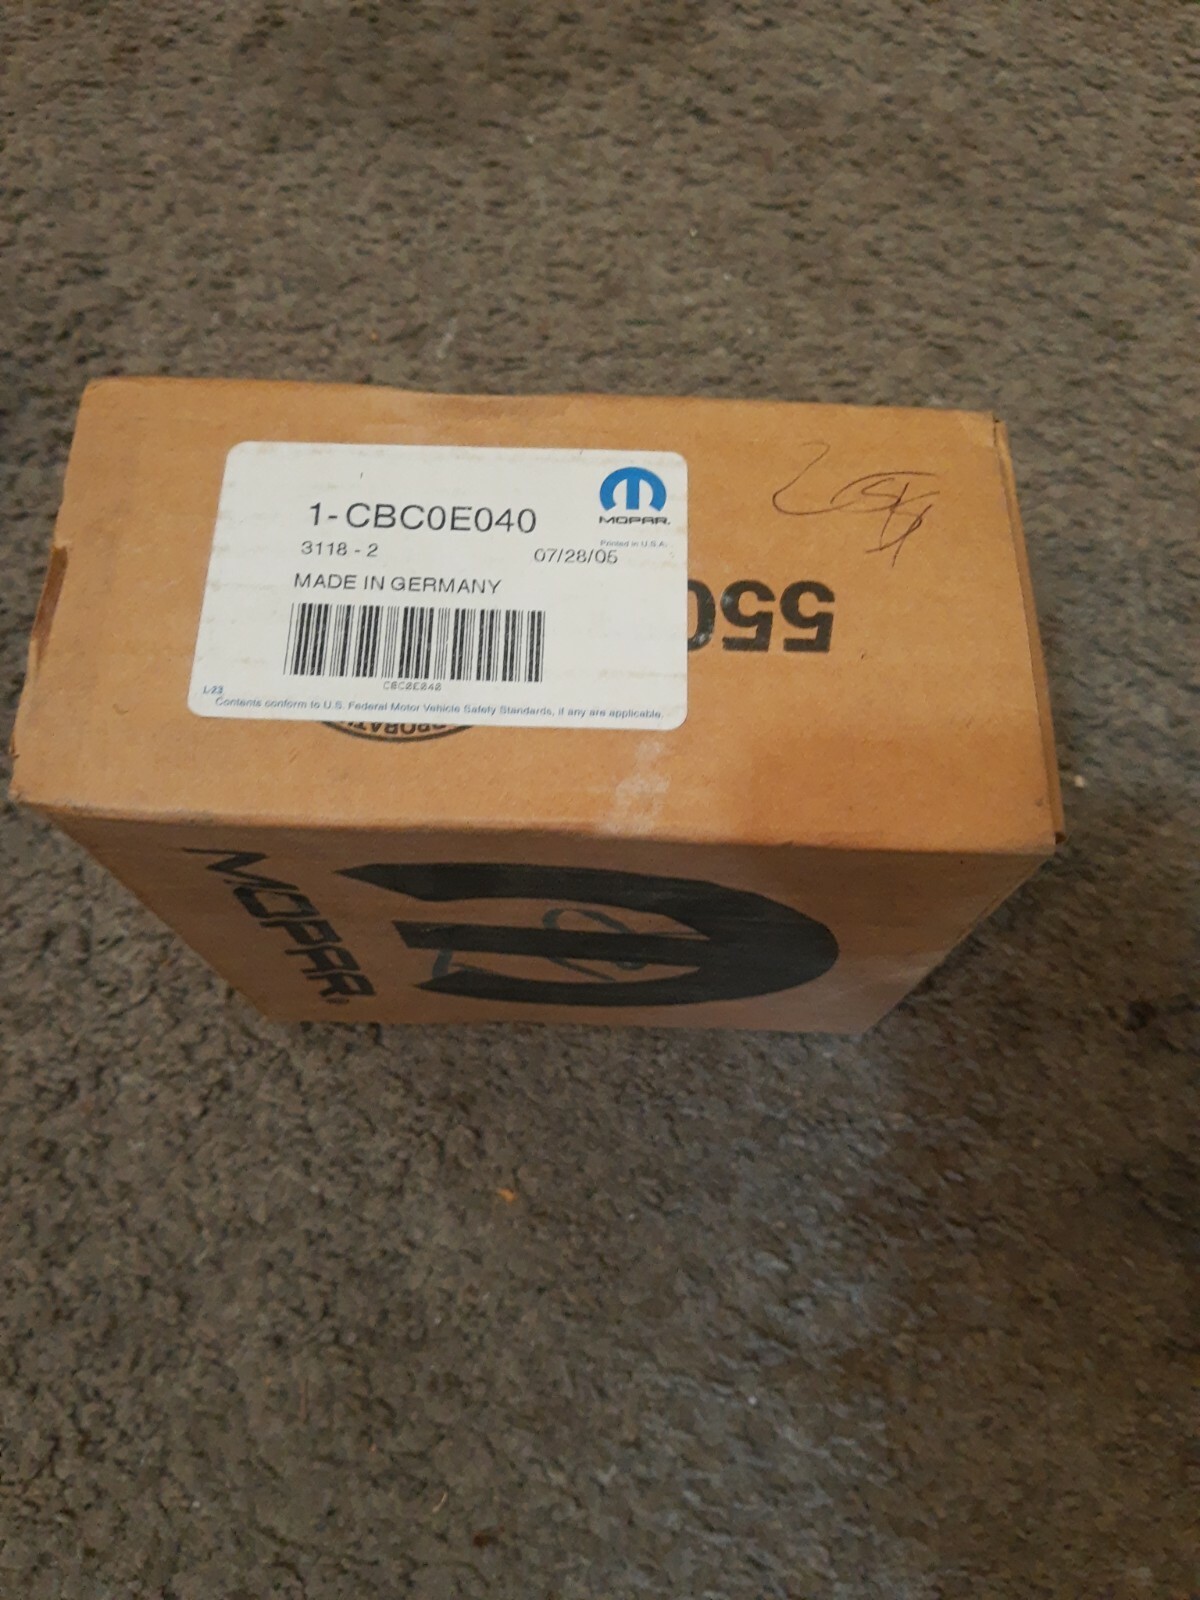 1-CBC0E040
MOPAR.
Printed in U.S.A.
3118 - 2
07/28/05
MADE IN GERMANY
CBC0E040
L-23
Contents conform to U.S. Federal Motor Vehicle Safety Standards, if any are applicable.
550
MOPAR®